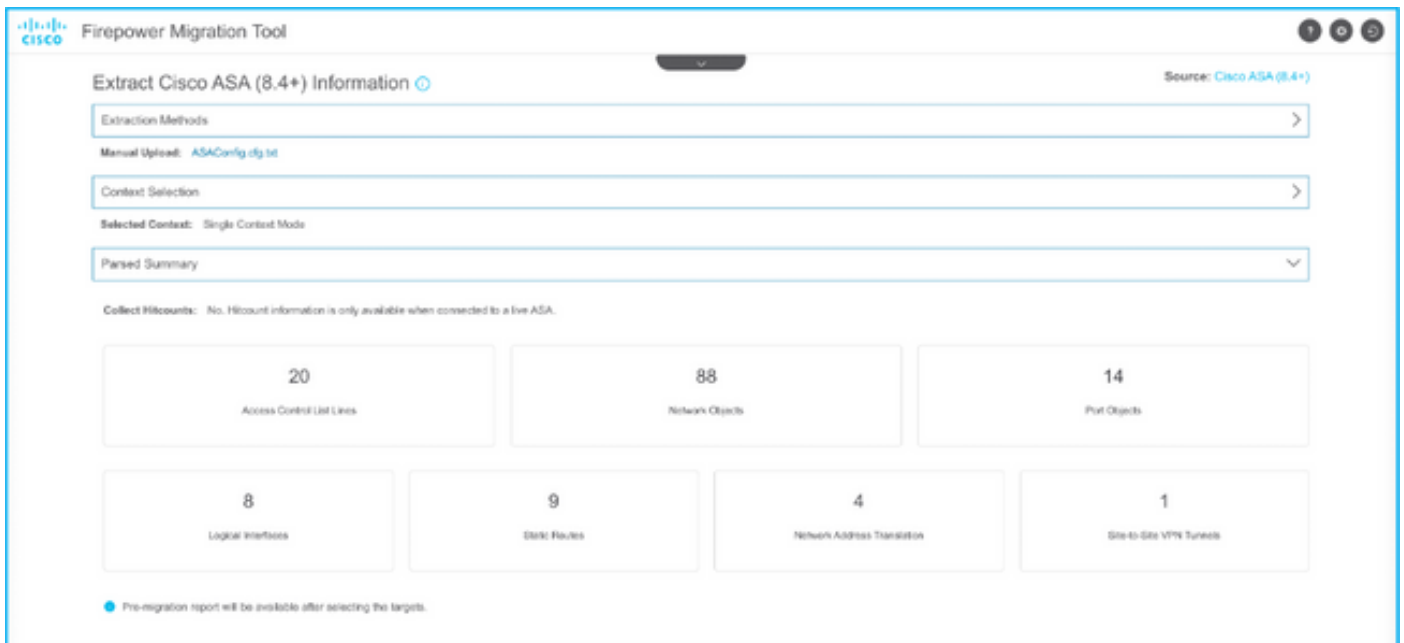 CISCO
Firepower Migration Tool
Extract Cisco ASA (8.4+) Information
Source: Cisco ASA (8.4+)
Extraction Methods
Manual Upload: ASAConfig.cfg.txt
Context Selection
Selected Context: Single Context Mode
Parsed Summary
Collect Hitcounts: No. Hitcount information is only available when connected to a live ASA.
20
Access Control List Lines
88
Network Objects
14
Port Objects
8
Logical Interfaces
9
Static Routes
4
Network Address Translation
1
Site-to-Site VPN Tunnels
Pre-migration report will be available after selecting the targets.